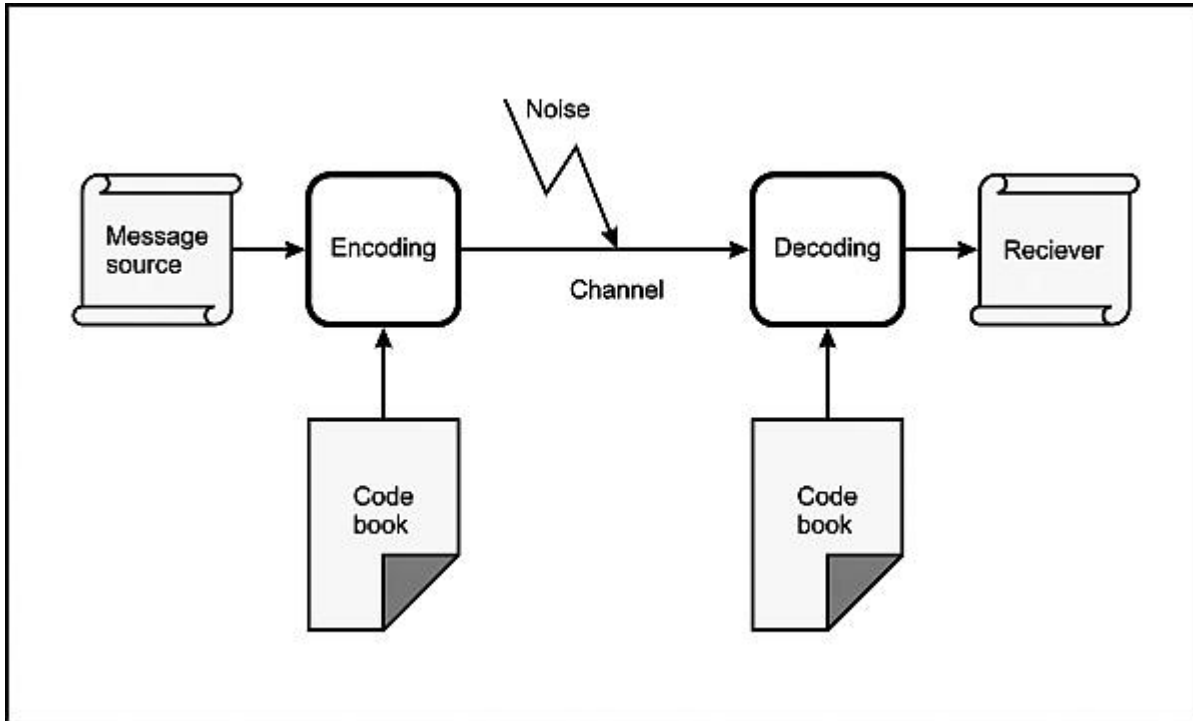 Noise
Message
source
Encoding
Decoding
Reciever
Channel
Code
book
Code
book